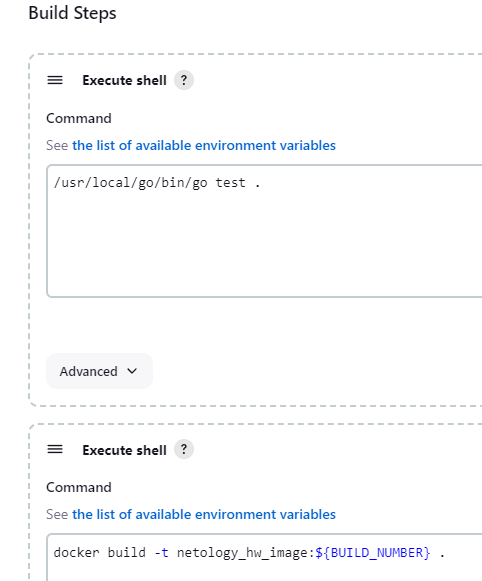 Build Steps
Execute shell ?
Command
See the list of available environment variables
/usr/local/go/bin/go test .
Advanced
Execute shell ?
Command
See the list of available environment variables
docker build -t netology_hw_image:${BUILD_NUMBER} .